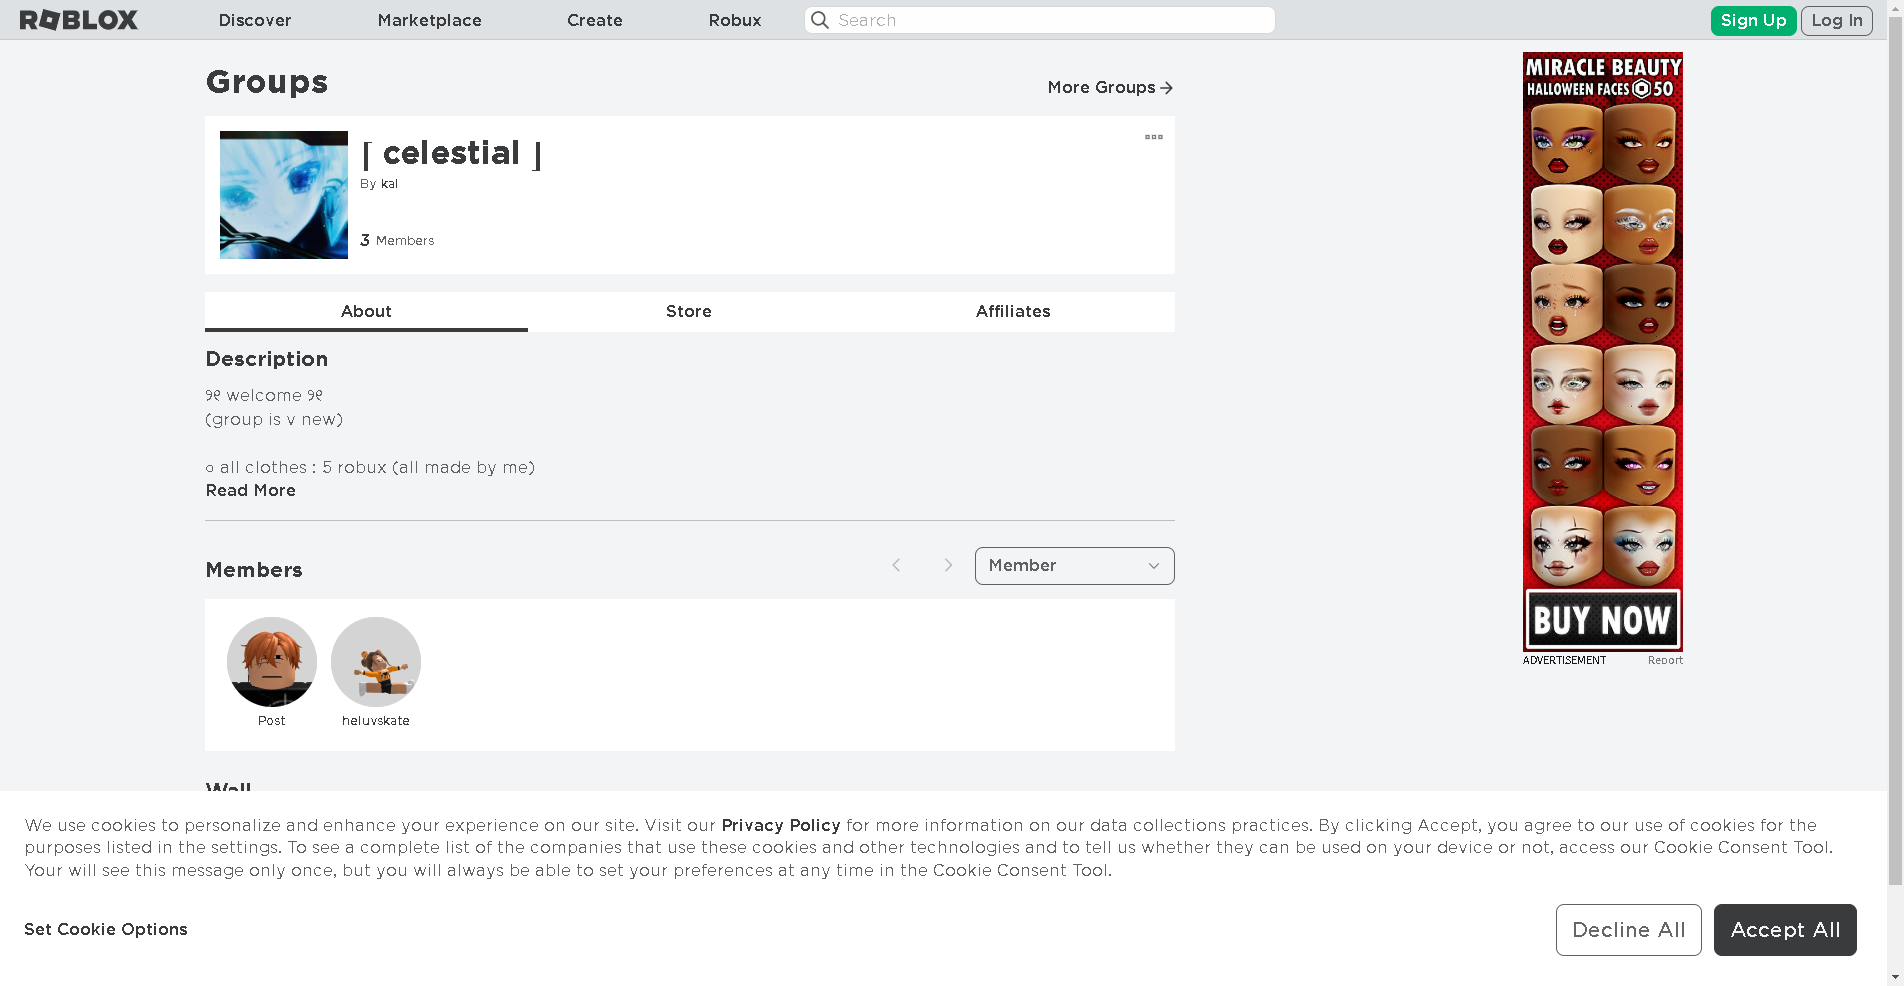 ROBLOX
Discover
Marketplace
Create
Robux
Search
Sign Up
Log In
Groups
More Groups
⌈ celestial ⌋
By kal
3 Members
About
Store
Affiliates
Description
୨୧ welcome ୨୧
(group is v new)
○ all clothes : 5 robux (all made by me)
Read More
Members
Member
Post
heluvskate
Wall
MIRACLE BEAUTY
HALLOWEEN FACES 50
BUY NOW
ADVERTISEMENT
Report
We use cookies to personalize and enhance your experience on our site. Visit our Privacy Policy for more information on our data collections practices. By clicking Accept, you agree to our use of cookies for the
purposes listed in the settings. To see a complete list of the companies that use these cookies and other technologies and to tell us whether they can be used on your device or not, access our Cookie Consent Tool.
Your will see this message only once, but you will always be able to set your preferences at any time in the Cookie Consent Tool.
Set Cookie Options
Decline All
Accept All